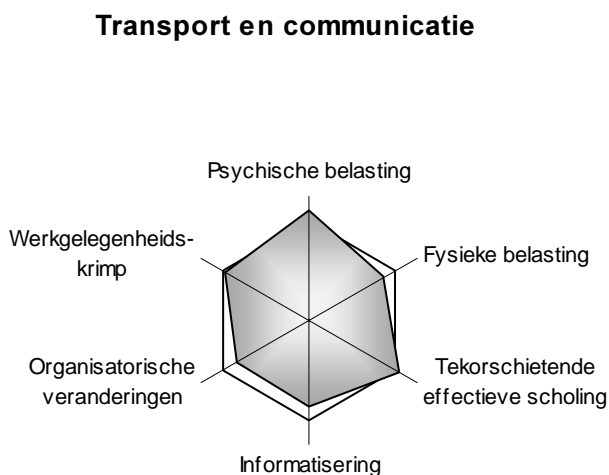 Transport en communicatie
Psychische belasting
Werkgelegenheids-
krimp
Fysieke belasting
Organisatorische
veranderingen
Tekorschietende
effectieve scholing
Informatisering